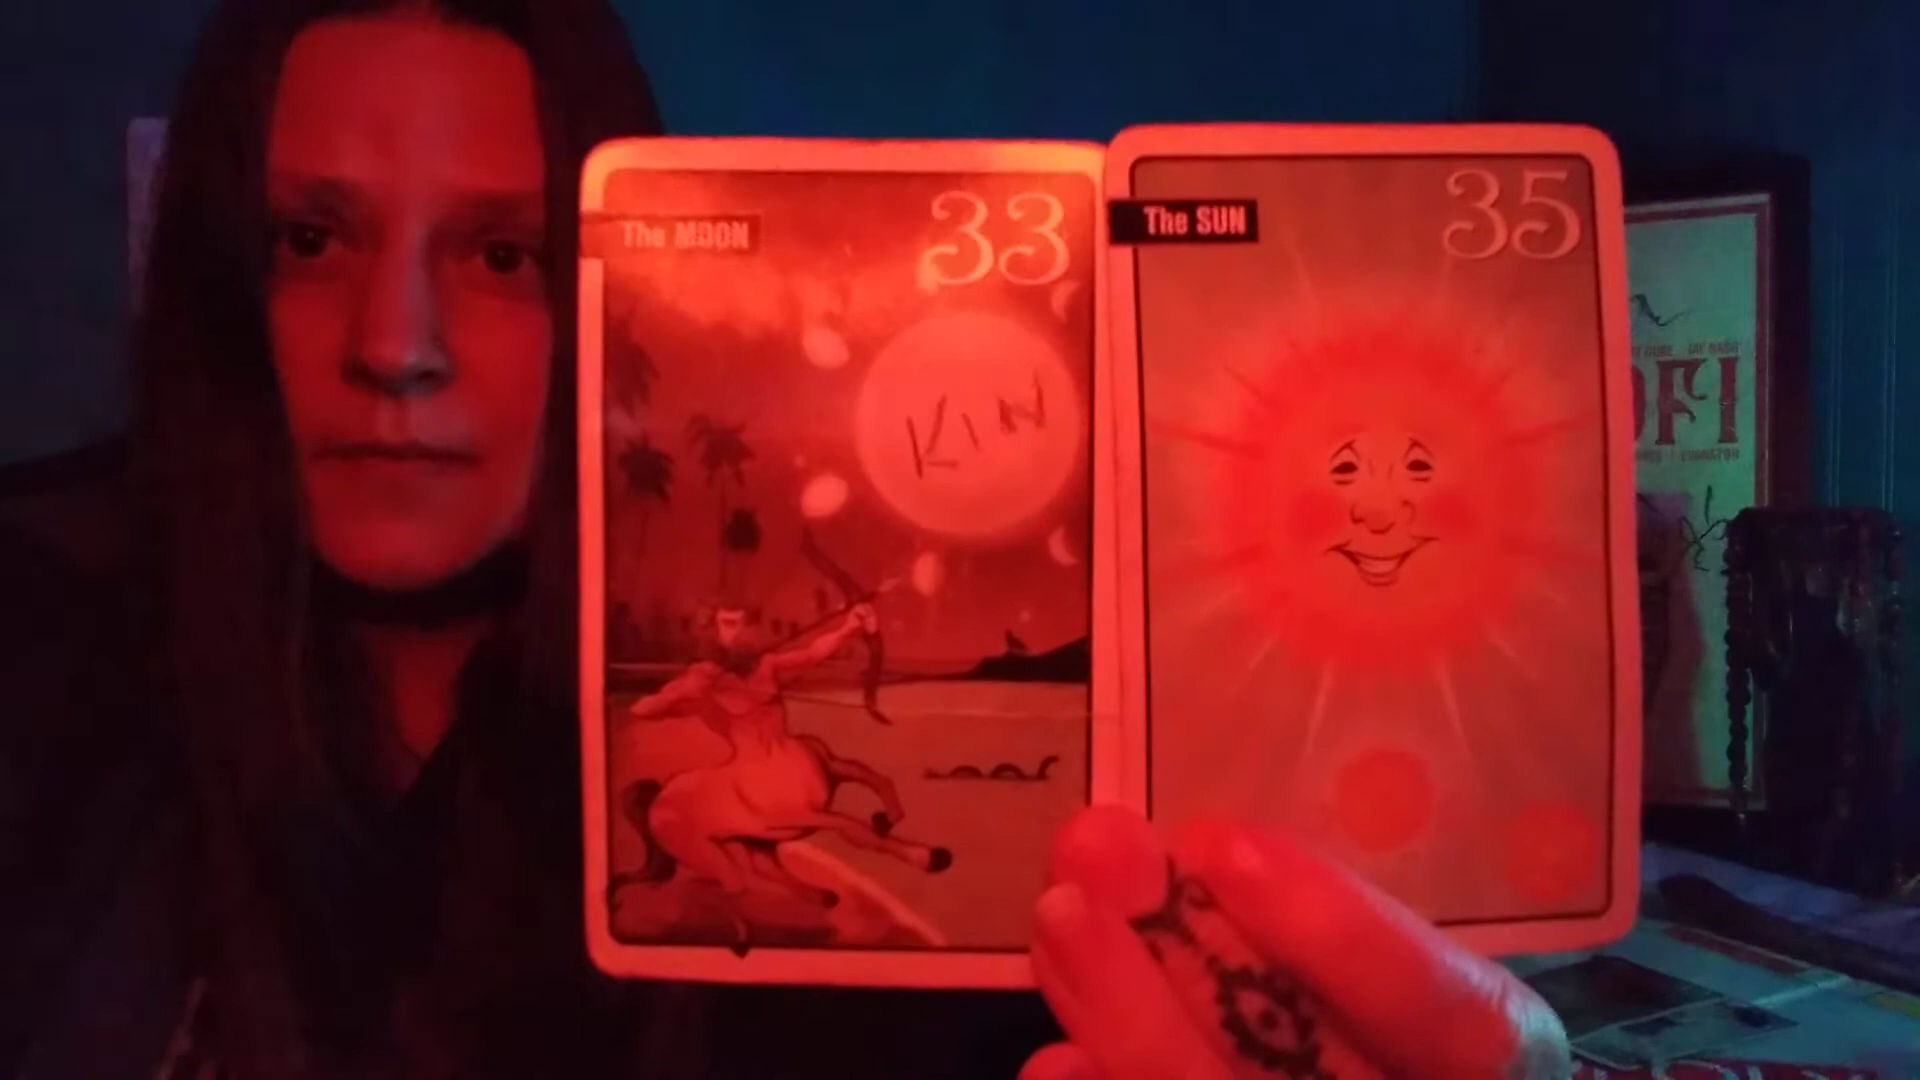 The MOON
33
KIN
The SUN
35
OFI